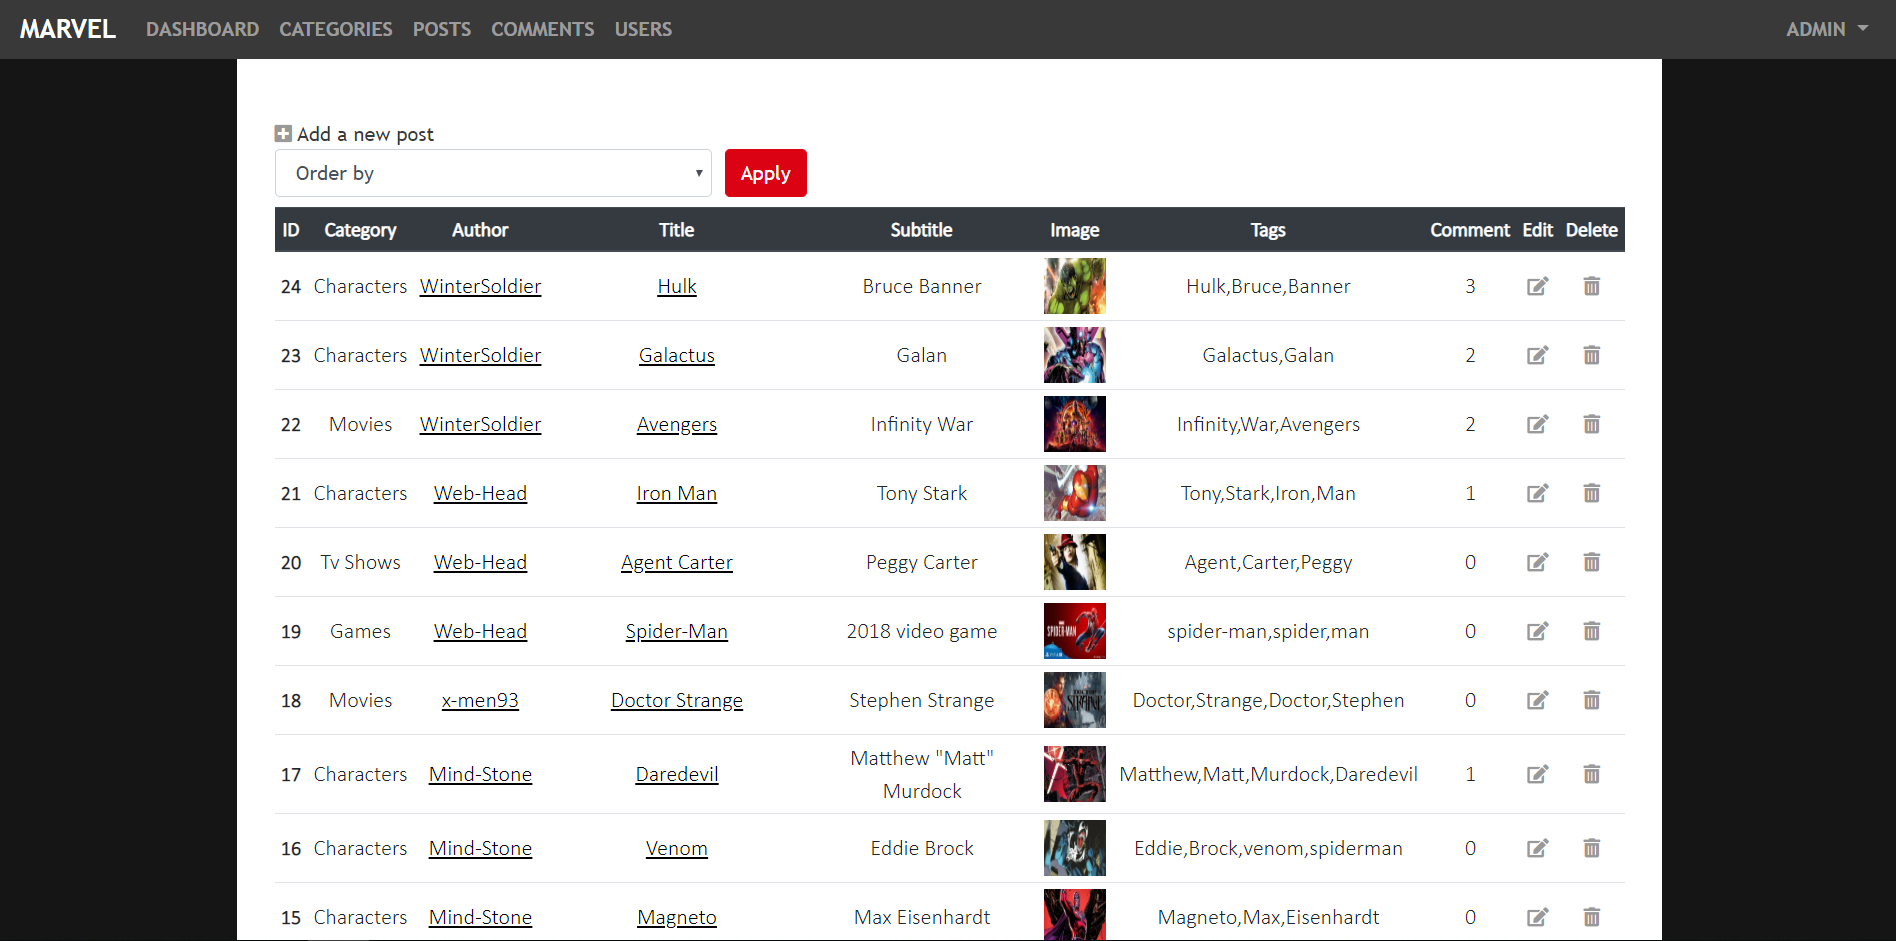 MARVEL DASHBOARD CATEGORIES POSTS COMMENTS USERS ADMIN
Add a new post
Order by Apply
ID Category Author Title Subtitle Image Tags Comment Edit Delete
24 Characters WinterSoldier Hulk Bruce Banner Hulk,Bruce,Banner 3
23 Characters WinterSoldier Galactus Galan Galactus,Galan 2
22 Movies WinterSoldier Avengers Infinity War Infinity,War,Avengers 2
21 Characters Web-Head Iron Man Tony Stark Tony,Stark,Iron,Man 1
20 Tv Shows Web-Head Agent Carter Peggy Carter Agent,Carter,Peggy 0
19 Games Web-Head Spider-Man 2018 video game SPIDER-MAN spider-man,spider,man 0
18 Movies x-men93 Doctor Strange Stephen Strange STRANGE Doctor,Strange,Doctor,Stephen 0
17 Characters Mind-Stone Daredevil Matthew "Matt" Murdock Matthew,Matt,Murdock,Daredevil 1
16 Characters Mind-Stone Venom Eddie Brock Eddie,Brock,venom,spiderman 0
15 Characters Mind-Stone Magneto Max Eisenhardt Magneto,Max,Eisenhardt 0